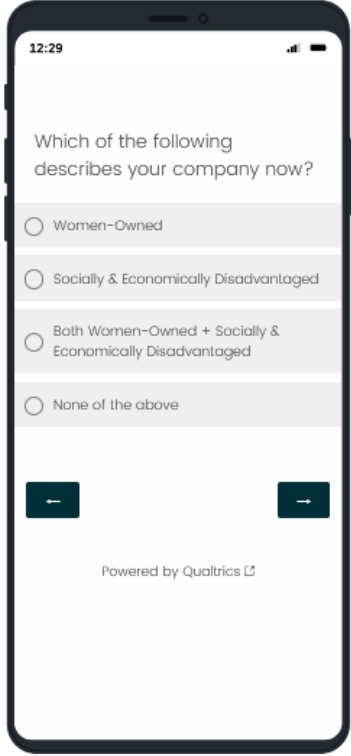 12:29
Which of the following
describes your company now?
Women-Owned
Socially & Economically Disadvantaged
Both Women-Owned + Socially &
Economically Disadvantaged
None of the above
← →
Powered by Qualtrics